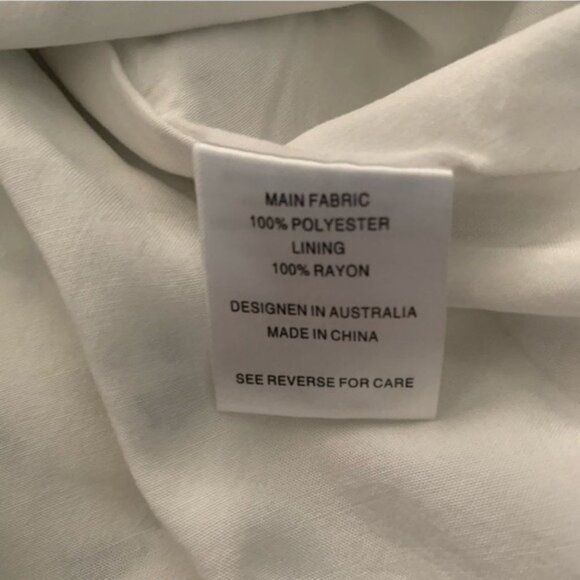 MAIN FABRIC
100% POLYESTER
LINING
100% RAYON
DESIGNEN IN AUSTRALIA
MADE IN CHINA
SEE REVERSE FOR CARE